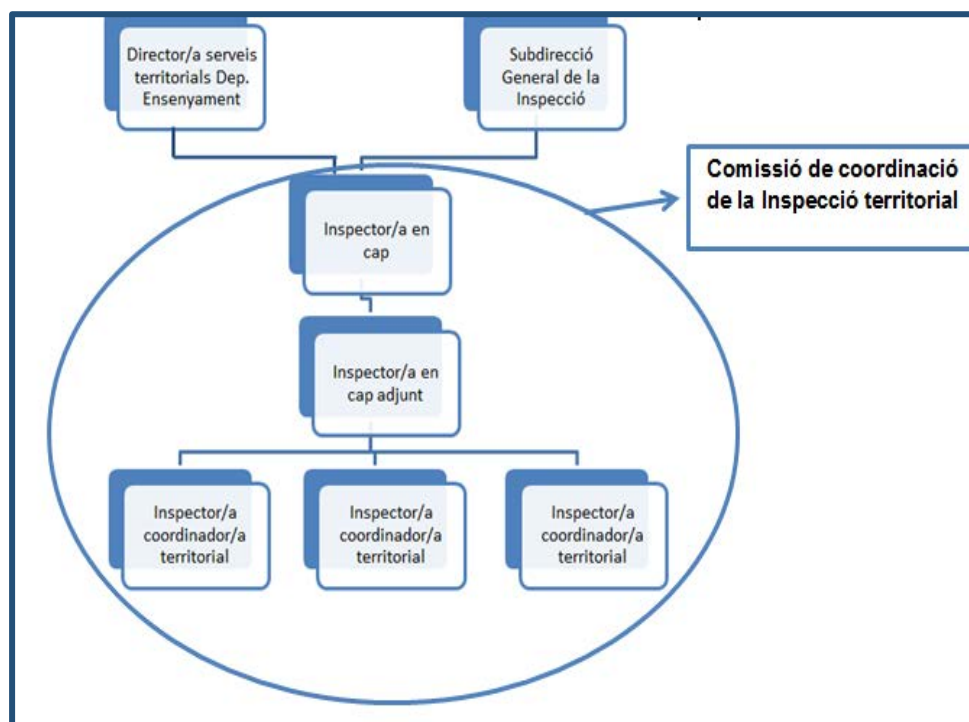 Director/a serveis
territorials Dep.
Ensenyament
Subdirecció
General de la
Inspecció
Comissió de coordinació
de la Inspecció territorial
Inspector/a en
cap
Inspector/a en
cap adjunt
Inspector/a
coordinador/a
territorial
Inspector/a
coordinador/a
territorial
Inspector/a
coordinador/a
territorial